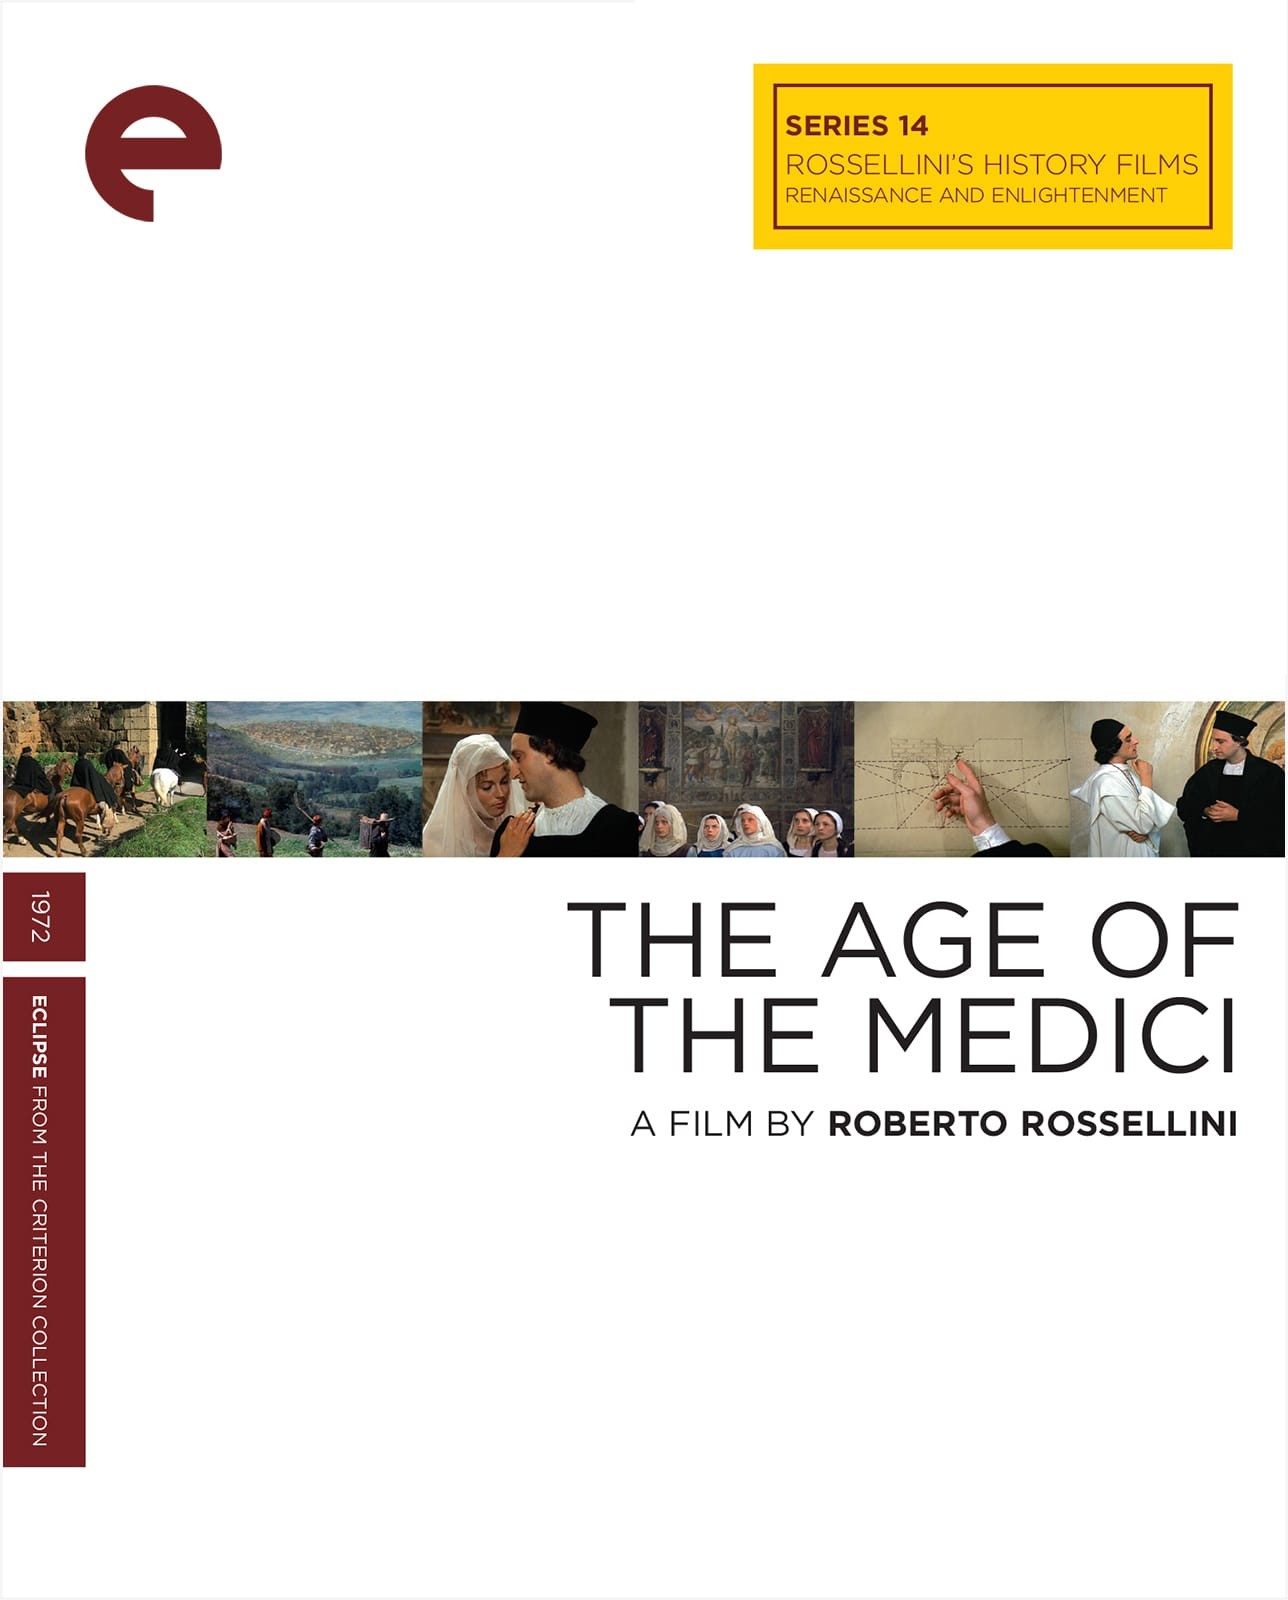 e
SERIES 14
ROSSELLINI'S HISTORY FILMS
RENAISSANCE AND ENLIGHTENMENT
1972
ECLIPSE FROM THE CRITERION COLLECTION
THE AGE OF
THE MEDICI
A FILM BY ROBERTO ROSSELLINI